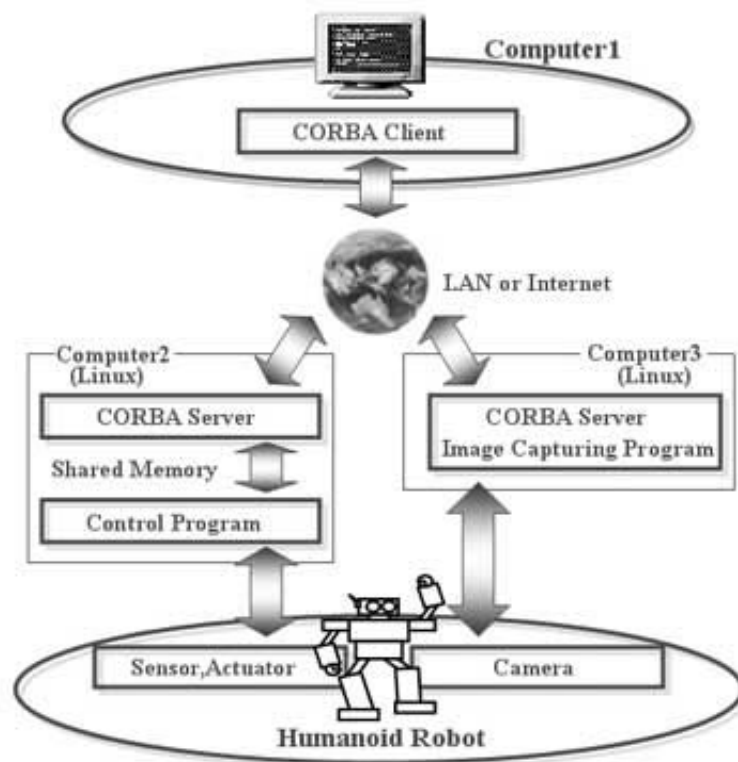 Computer1
CORBA Client
LAN or Internet
Computer2
(Linux)
CORBA Server
Shared Memory
Control Program
Computer3
(Linux)
CORBA Server
Image Capturing Program
Sensor,Actuator
Camera
Humanoid Robot